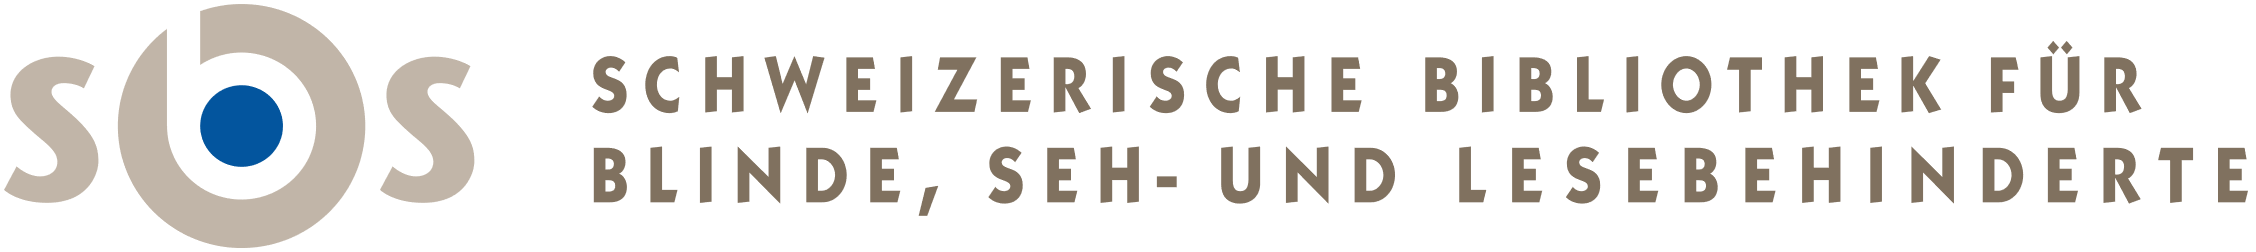 sbs
SCHWEIZERISCHE BIBLIOTHEK FÜR
BLINDE, SEH- UND LESEBEHINDERTE